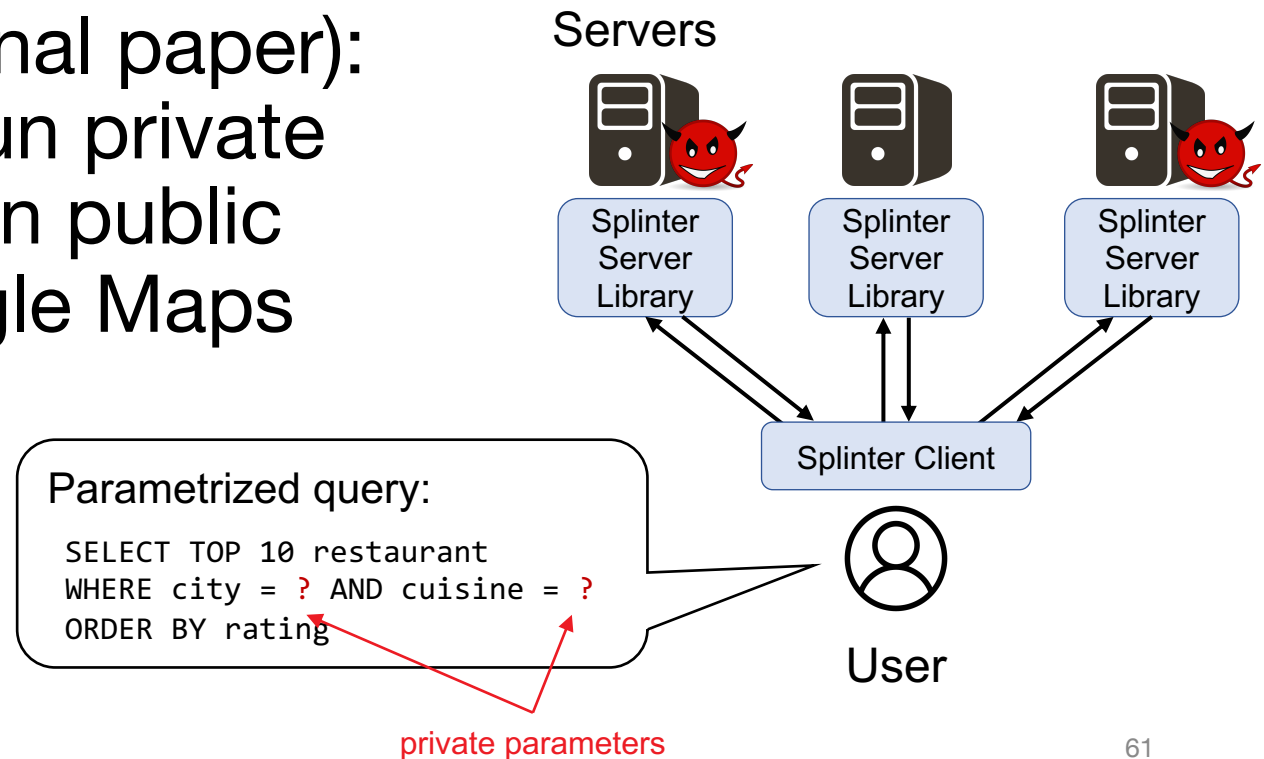 nal paper):
un private
n public
gle Maps
Servers
Splinter
Server
Library
Splinter
Server
Library
Splinter
Server
Library
Splinter Client
Parametrized query:
SELECT TOP 10 restaurant
WHERE city = ? AND cuisine = ?
ORDER BY rating
User
private parameters
61